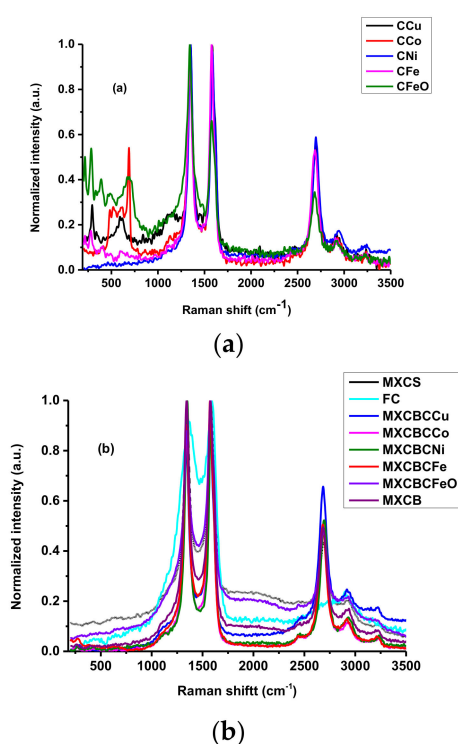 CCu
CCo
CNi
CFe
CFeO
(a)
Normalized intensity (a.u.)
1.0
0.8
0.6
0.4
0.2
0.0
500 1000 1500 2000 2500 3000 3500
Raman shift (cm-1)
(a)
MXCS
FC
MXCBCCu
MXCBCCo
MXCBCNi
MXCBCFe
MXCBCFeO
MXCB
(b)
Normalized intensity (a.u.)
1.0
0.8
0.6
0.4
0.2
0.0
500 1000 1500 2000 2500 3000 3500
Raman shiftt (cm-1)
(b)